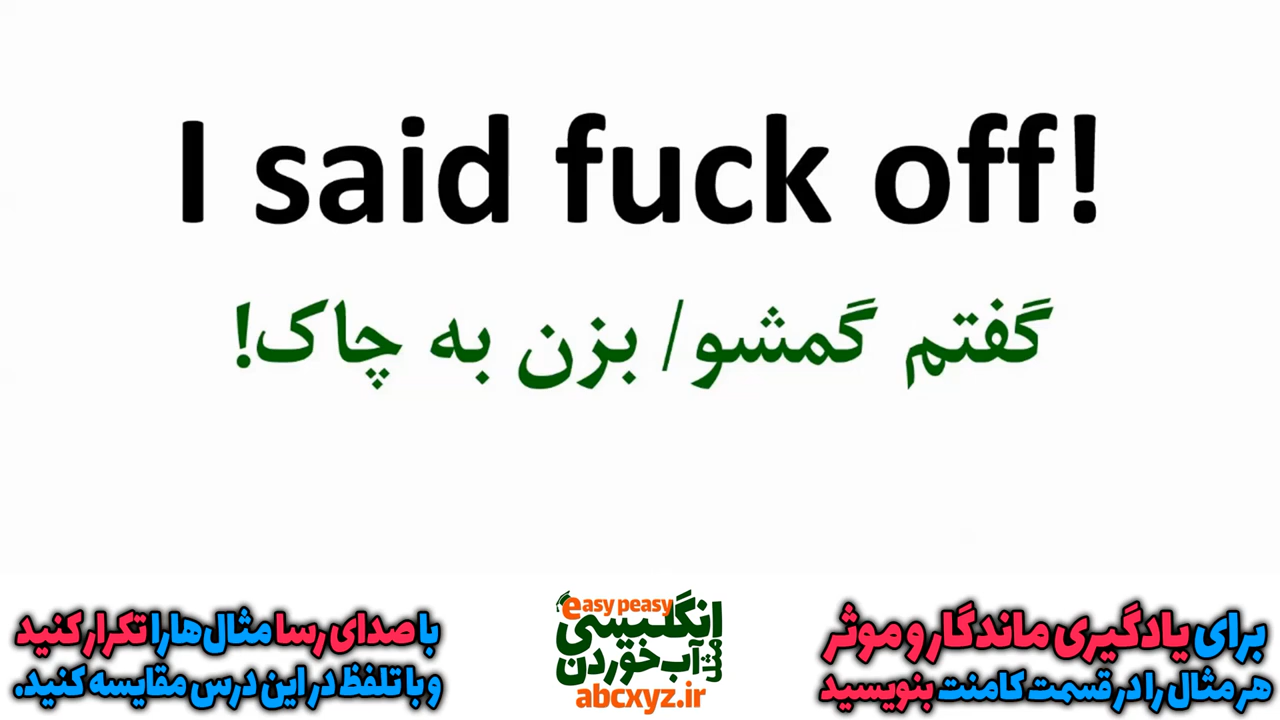 I said fuck off!
گفتم گمشو/ بزن به چاک!
برای یادگیری ماندگار و موثر
هر مثال را در قسمت کامنت بنویسید
easy peasy
انگلیسی
مثل آب خوردن
abcxyz.ir
با صدای رسا مثال‌ها را تکرار کنید
و با تلفظ در این درس مقایسه کنید.